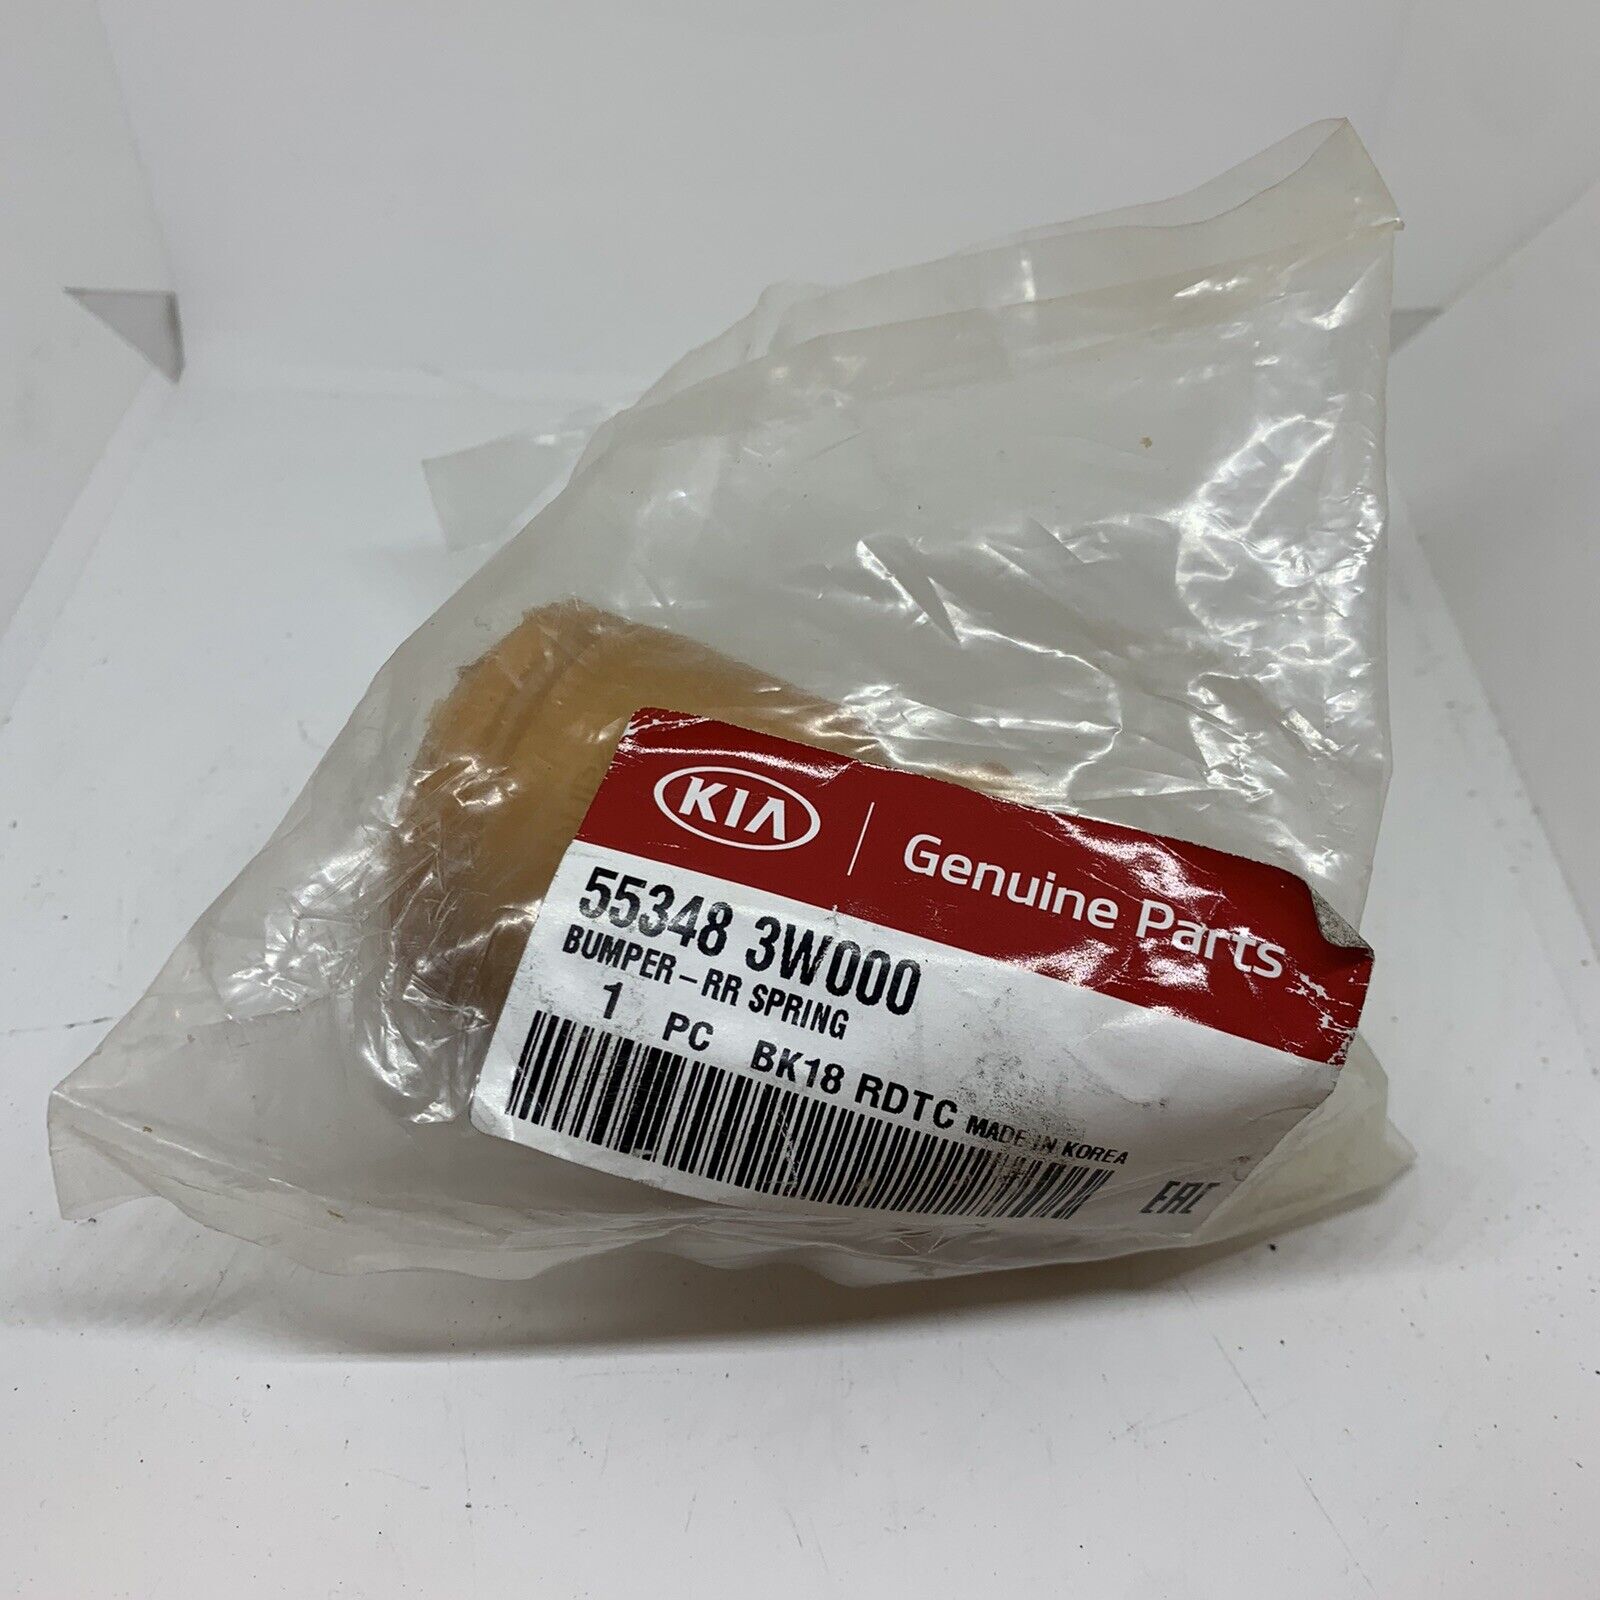 KIA Genuine Parts
55348 3W000
BUMPER-RR SPRING
1 PC BK18 RDTC MADE IN KOREA
EAC